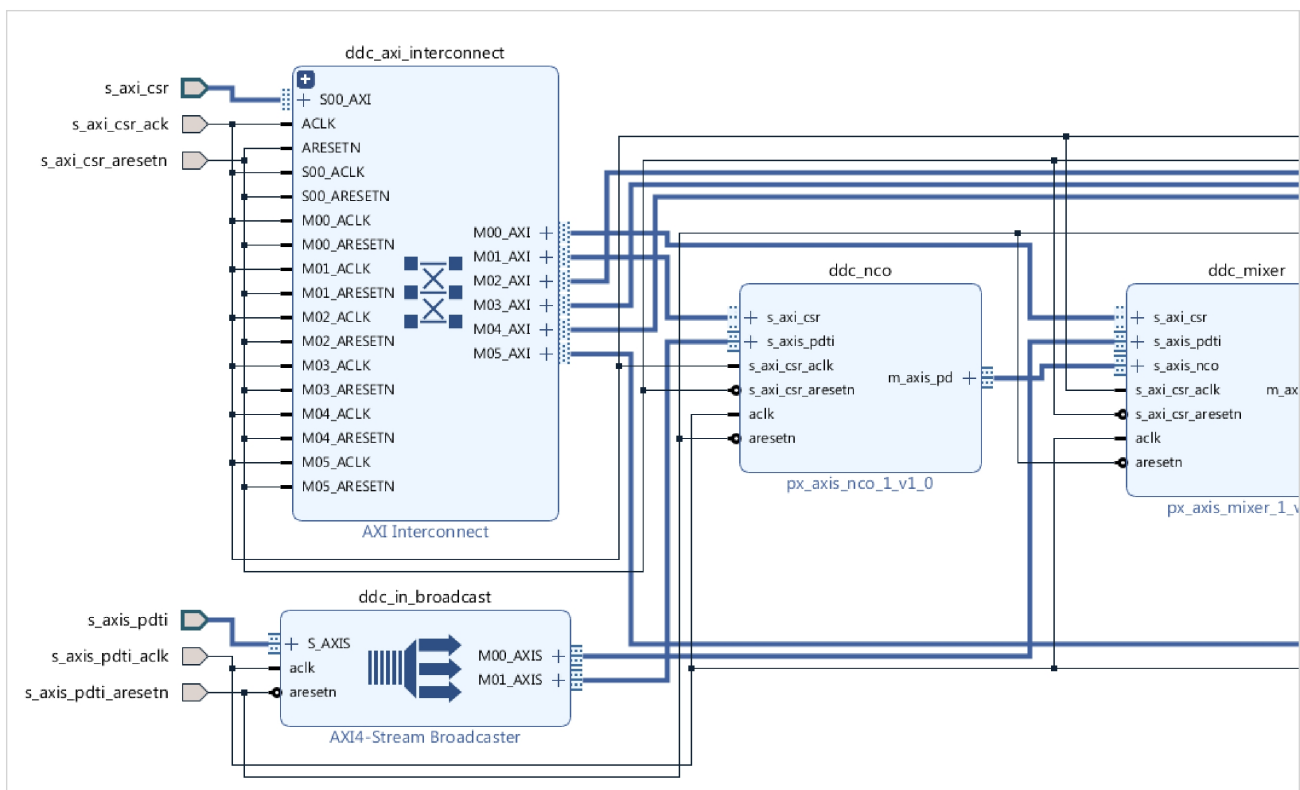 ddc_axi_interconnect
s_axi_csr
s_axi_csr_ack
s_axi_csr_aresetn
S00_AXI
ACLK
ARESETN
S00_ACLK
S00_ARESETN
M00_ACLK
M00_ARESETN
M01_ACLK
M01_ARESETN
M02_ACLK
M02_ARESETN
M03_ACLK
M03_ARESETN
M04_ACLK
M04_ARESETN
M05_ACLK
M05_ARESETN
M00_AXI
M01_AXI
M02_AXI
M03_AXI
M04_AXI
M05_AXI
AXI Interconnect
ddc_nco
s_axi_csr
s_axis_pdti
s_axi_csr_aclk
s_axi_csr_aresetn
aclk
aresetn
m_axis_pd
px_axis_nco_1_v1_0
ddc_mixer
s_axi_csr
s_axis_pdti
s_axis_nco
s_axi_csr_aclk
s_axi_csr_aresetn
aclk
aresetn
m_ax
px_axis_mixer_1_v
ddc_in_broadcast
s_axis_pdti
s_axis_pdti_aclk
s_axis_pdti_aresetn
S_AXIS
aclk
aresetn
M00_AXIS
M01_AXIS
AXI4-Stream Broadcaster